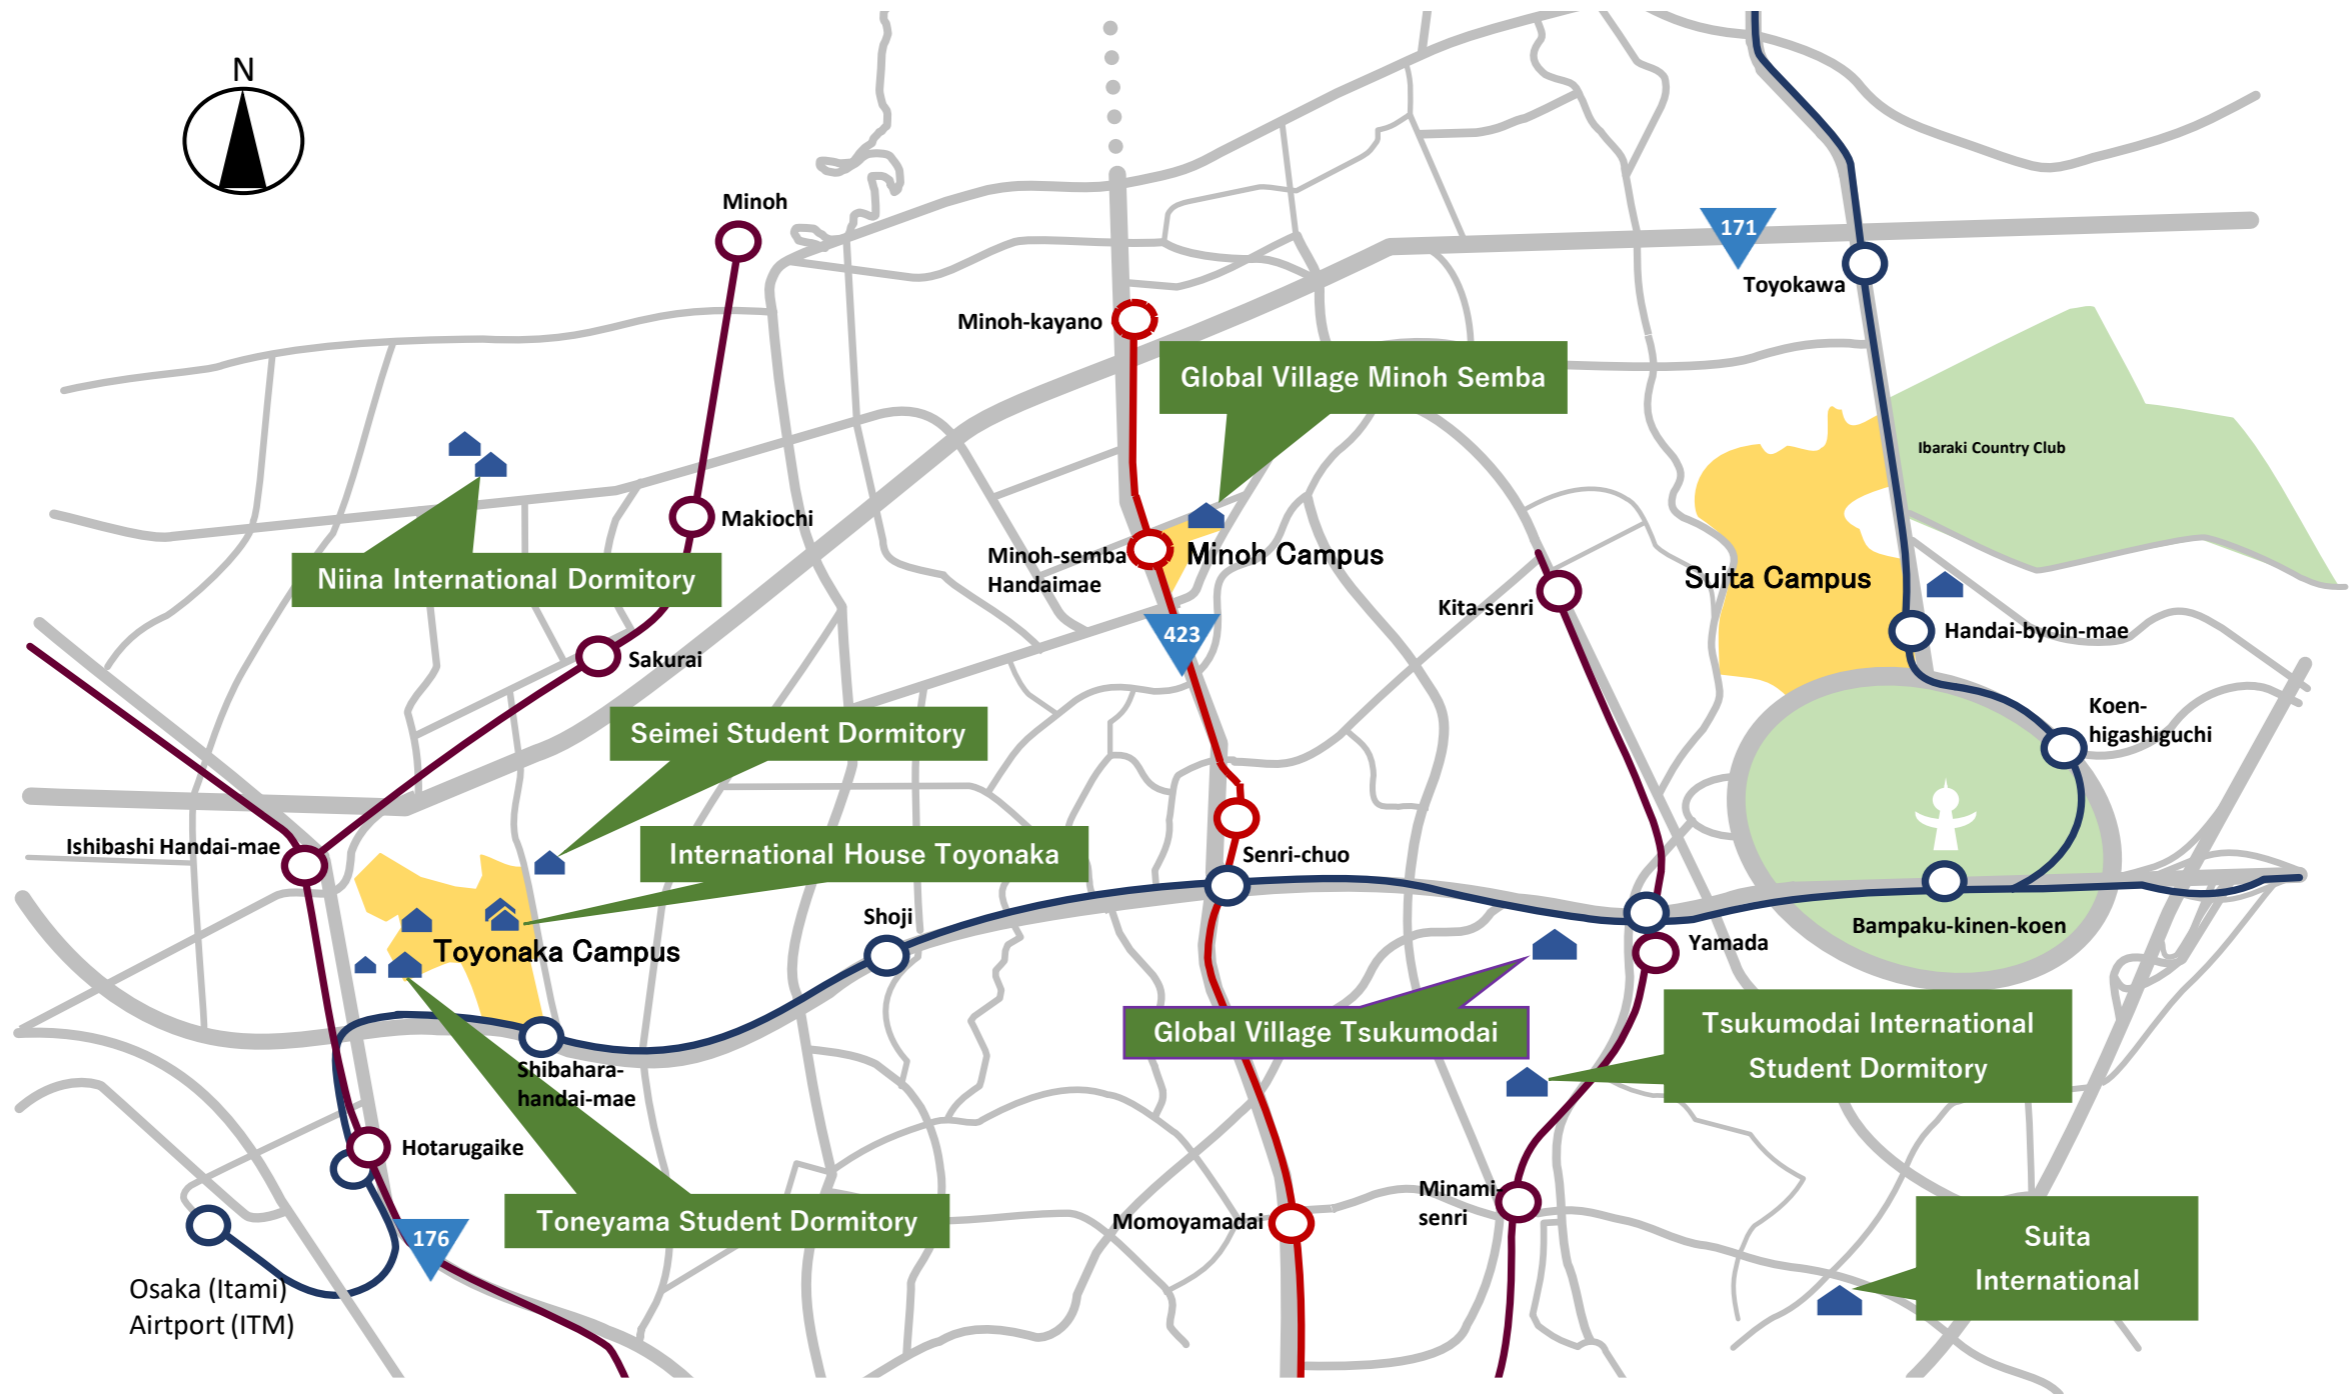 N
Minoh
171
Toyokawa
Minoh-kayano
Global Village Minoh Semba
Ibaraki Country Club
Makiochi
Minoh-semba
Handaimae
Minoh Campus
Niina International Dormitory
Suita Campus
Kita-senri
Handai-byoin-mae
423
Sakurai
Koen-
higashiguchi
Seimei Student Dormitory
Ishibashi Handai-mae
International House Toyonaka
Senri-chuo
Shoji
Toyonaka Campus
Yamada
Bampaku-kinen-koen
Global Village Tsukumodai
Tsukumodai International
Student Dormitory
Shibahara-
handai-mae
Hotarugaike
Toneyama Student Dormitory
Momoyamadai
Minami-
senri
176
Suita
International
Osaka (Itami)
Airtport (ITM)